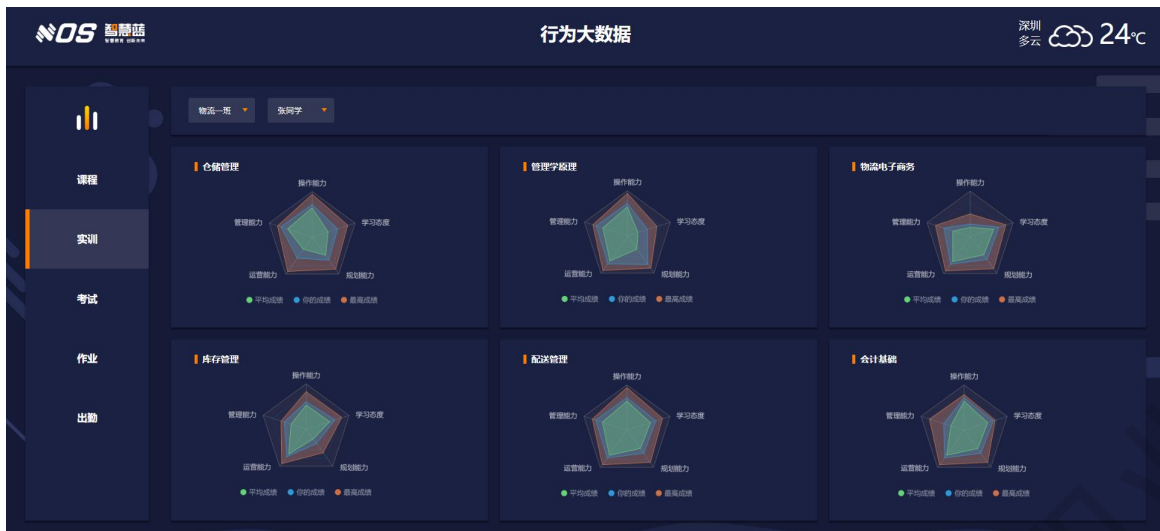 NOS 智慧蓝
行为大数据
深圳
多云
24℃
物流一班
张同学
课程
实训
考试
作业
出勤
仓储管理
操作能力
学习态度
规划能力
运营能力
管理能力
平均成绩 你的成绩 最高成绩
管理学原理
操作能力
学习态度
规划能力
运营能力
管理能力
平均成绩 你的成绩 最高成绩
物流电子商务
操作能力
学习态度
规划能力
运营能力
管理能力
平均成绩 你的成绩 最高成绩
库存管理
操作能力
学习态度
规划能力
运营能力
管理能力
平均成绩 你的成绩 最高成绩
配送管理
操作能力
学习态度
规划能力
运营能力
管理能力
平均成绩 你的成绩 最高成绩
会计基础
操作能力
学习态度
规划能力
运营能力
管理能力
平均成绩 你的成绩 最高成绩